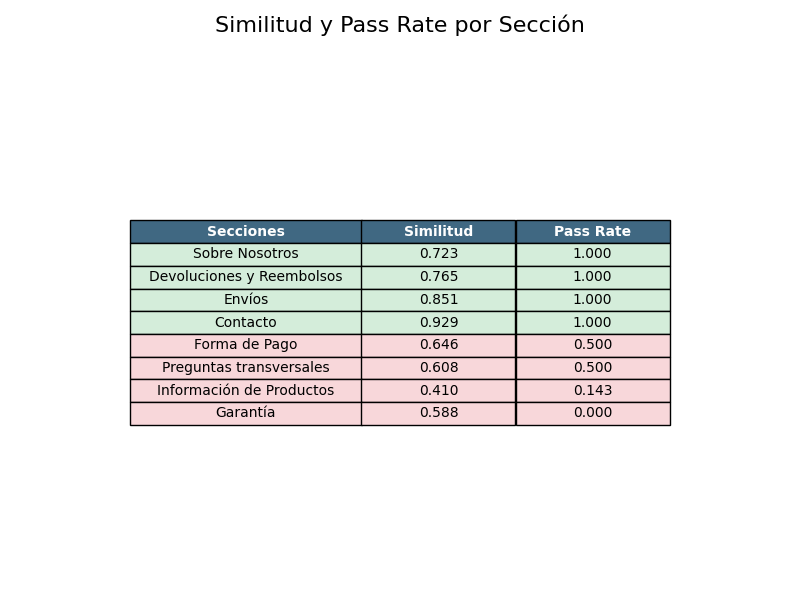 Similitud y Pass Rate por Sección
Secciones Similitud Pass Rate
Sobre Nosotros 0.723 1.000
Devoluciones y Reembolsos 0.765 1.000
Envíos 0.851 1.000
Contacto 0.929 1.000
Forma de Pago 0.646 0.500
Preguntas transversales 0.608 0.500
Información de Productos 0.410 0.143
Garantía 0.588 0.000